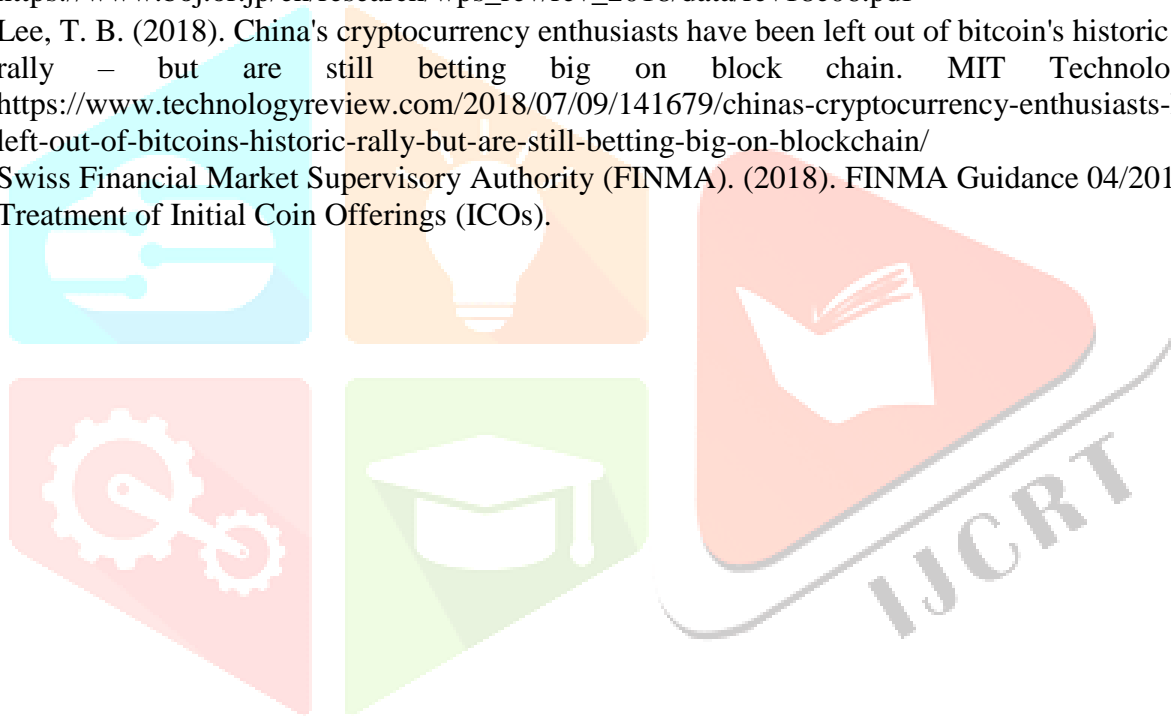 Lee, T. B. (2018). China's cryptocurrency enthusiasts have been left out of bitcoin's historic
rally – but are still betting big on block chain. MIT Technolo
https://www.technologyreview.com/2018/07/09/141679/chinas-cryptocurrency-enthusiasts-
left-out-of-bitcoins-historic-rally-but-are-still-betting-big-on-blockchain/
Swiss Financial Market Supervisory Authority (FINMA). (2018). FINMA Guidance 04/201
Treatment of Initial Coin Offerings (ICOs).
IJCRT